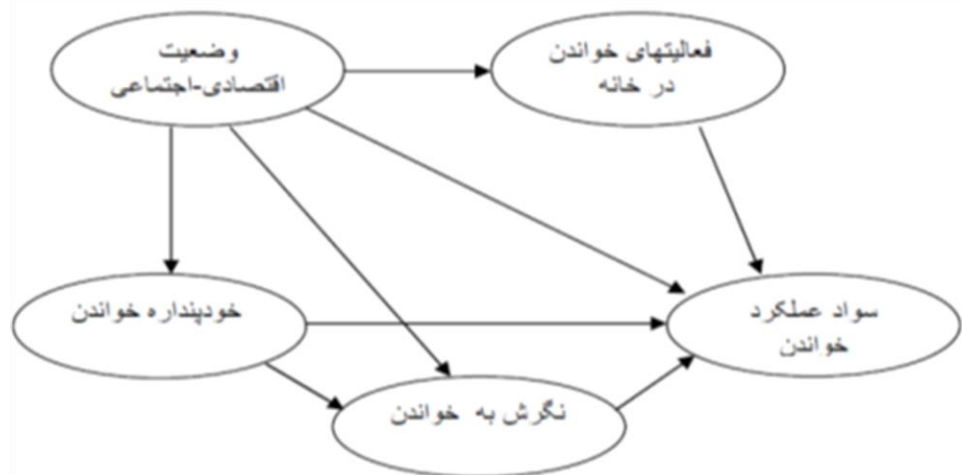 وضعیت
اقتصادی-اجتماعی
فعالیتهای خواندن
در خانه
خودپنداره خواندن
سواد عملکرد
خواندن
نگرش به خواندن